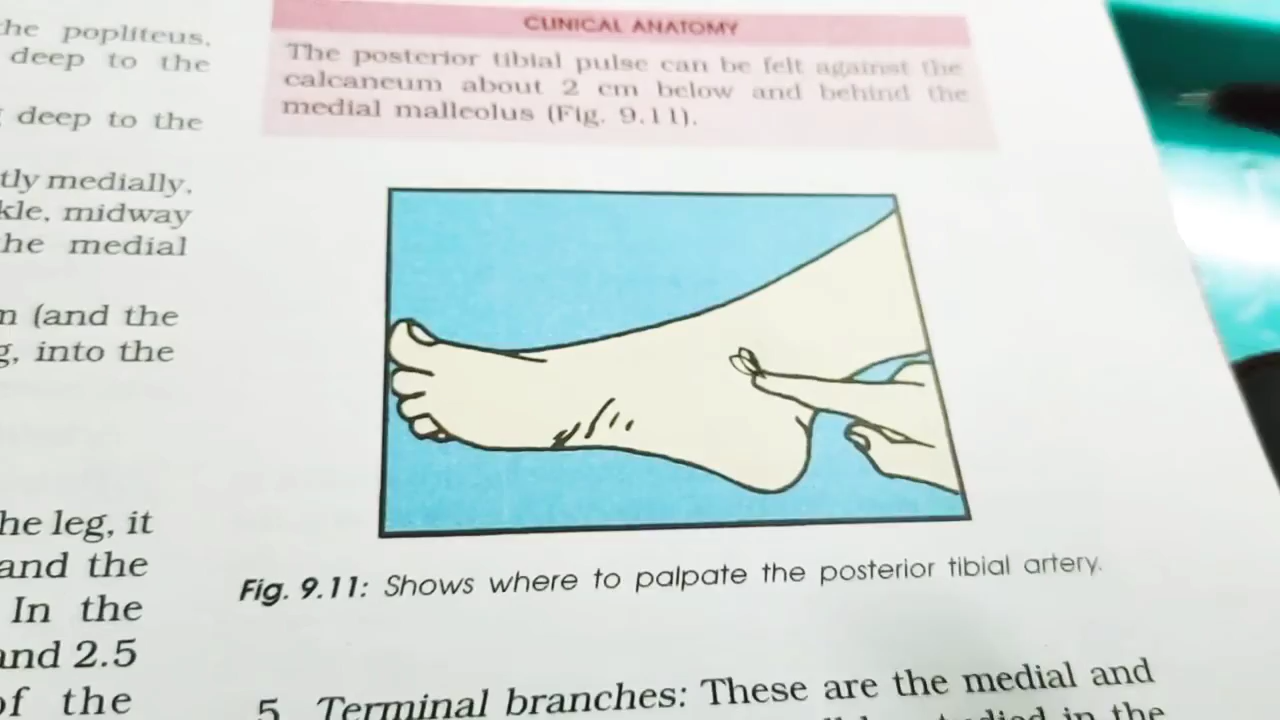 he popliteus.
deep to the
deep to the
tly medially,
kle, midway
he medial
n (and the
g, into the
he leg, it
and the
In the
and 2.5
of the
CLINICAL ANATOMY
The posterior tibial pulse can be felt against the
calcaneum about 2 cm below and behind the
medial malleolus (Fig. 9.11).
Fig. 9.11: Shows where to palpate the posterior tibial artery.
5 Terminal branches: These are the medial and
in the